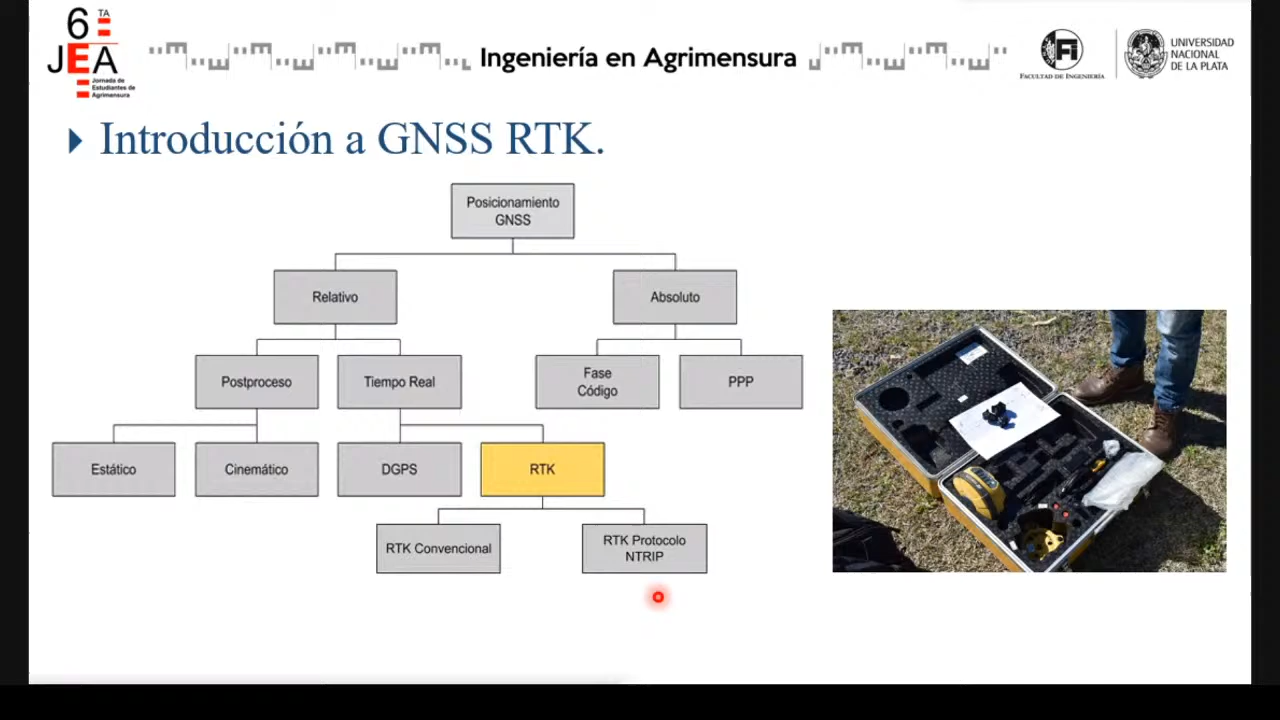 6 TA
JEA
Jornada de
Estudiantes de
Agrimensura
Ingeniería en Agrimensura
Fi
FACULTAD DE INGENIERÍA
UNIVERSIDAD
NACIONAL
DE LA PLATA
Introducción a GNSS RTK.
Posicionamiento
GNSS
Relativo
Absoluto
Postproceso
Tiempo Real
Fase
Código
PPP
Estático
Cinemático
DGPS
RTK
RTK Convencional
RTK Protocolo
NTRIP